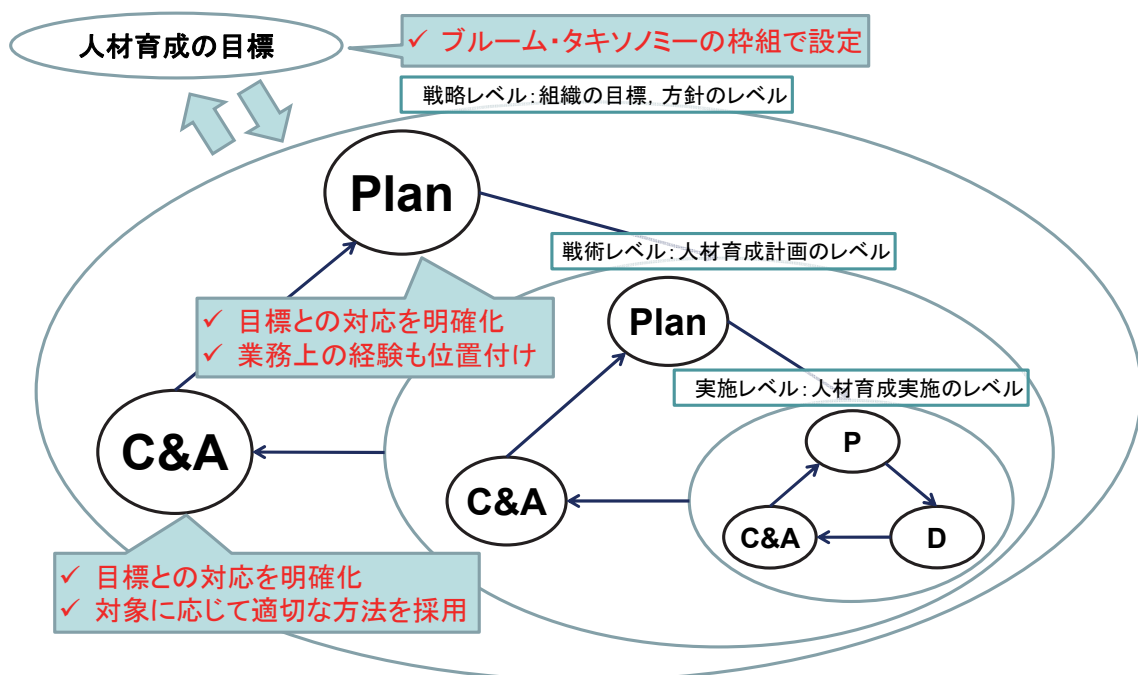 人材育成の目標
✓ ブルーム・タキソノミーの枠組で設定
戦略レベル：組織の目標，方針のレベル
Plan
戦術レベル：人材育成計画のレベル
✓ 目標との対応を明確化
✓ 業務上の経験も位置付け
Plan
実施レベル：人材育成実施のレベル
C&A
P
C&A
C&A
D
✓ 目標との対応を明確化
✓ 対象に応じて適切な方法を採用